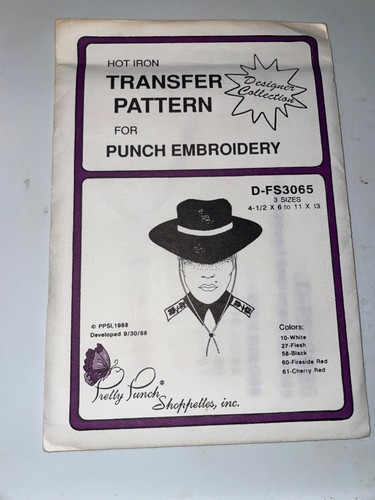 HOT IRON
TRANSFER
PATTERN
FOR
PUNCH EMBROIDERY
Designer
Collection
D-FS3065
3 SIZES
4-1/2 X 6 to 11 X 13
© PPSI, 1988
Developed 9/30/88
Colors:
10-White
27-Flesh
58-Black
60-Fireside Red
61-Cherry Red
Pretty Punch®
Shoppettes, inc.